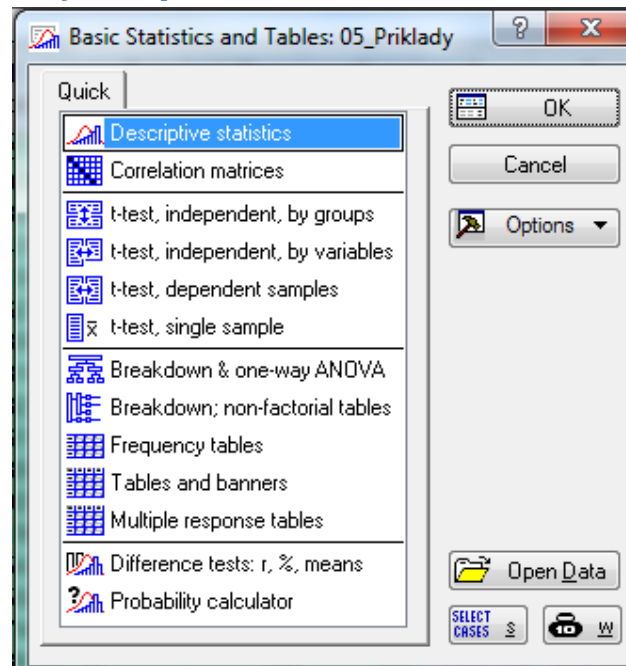 Basic Statistics and Tables: 05_Priklady
Quick
Descriptive statistics
Correlation matrices
t-test, independent, by groups
t-test, independent, by variables
t-test, dependent samples
t-test, single sample
Breakdown & one-way ANOVA
Breakdown; non-factorial tables
Frequency tables
Tables and banners
Multiple response tables
Difference tests: r, %, means
Probability calculator
OK
Cancel
Options
Open Data
SELECT
CASES S
W